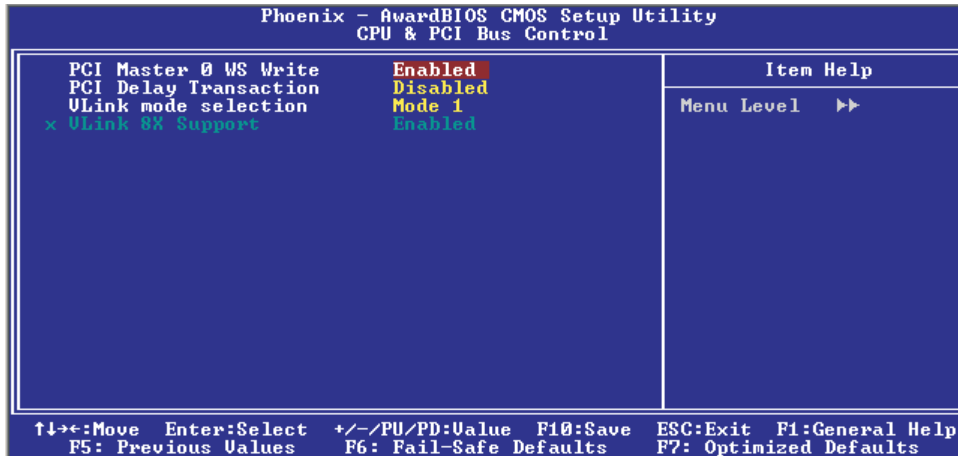 Phoenix - AwardBIOS CMOS Setup Utility
CPU & PCI Bus Control
PCI Master 0 WS Write Enabled
PCI Delay Transaction Disabled
VLink mode selection Mode 1
x VLink 8X Support Enabled
Item Help
Menu Level ▸▸
↑↓→←:Move Enter:Select +/-/PU/PD:Value F10:Save ESC:Exit F1:General Help
F5: Previous Values F6: Fail-Safe Defaults F7: Optimized Defaults